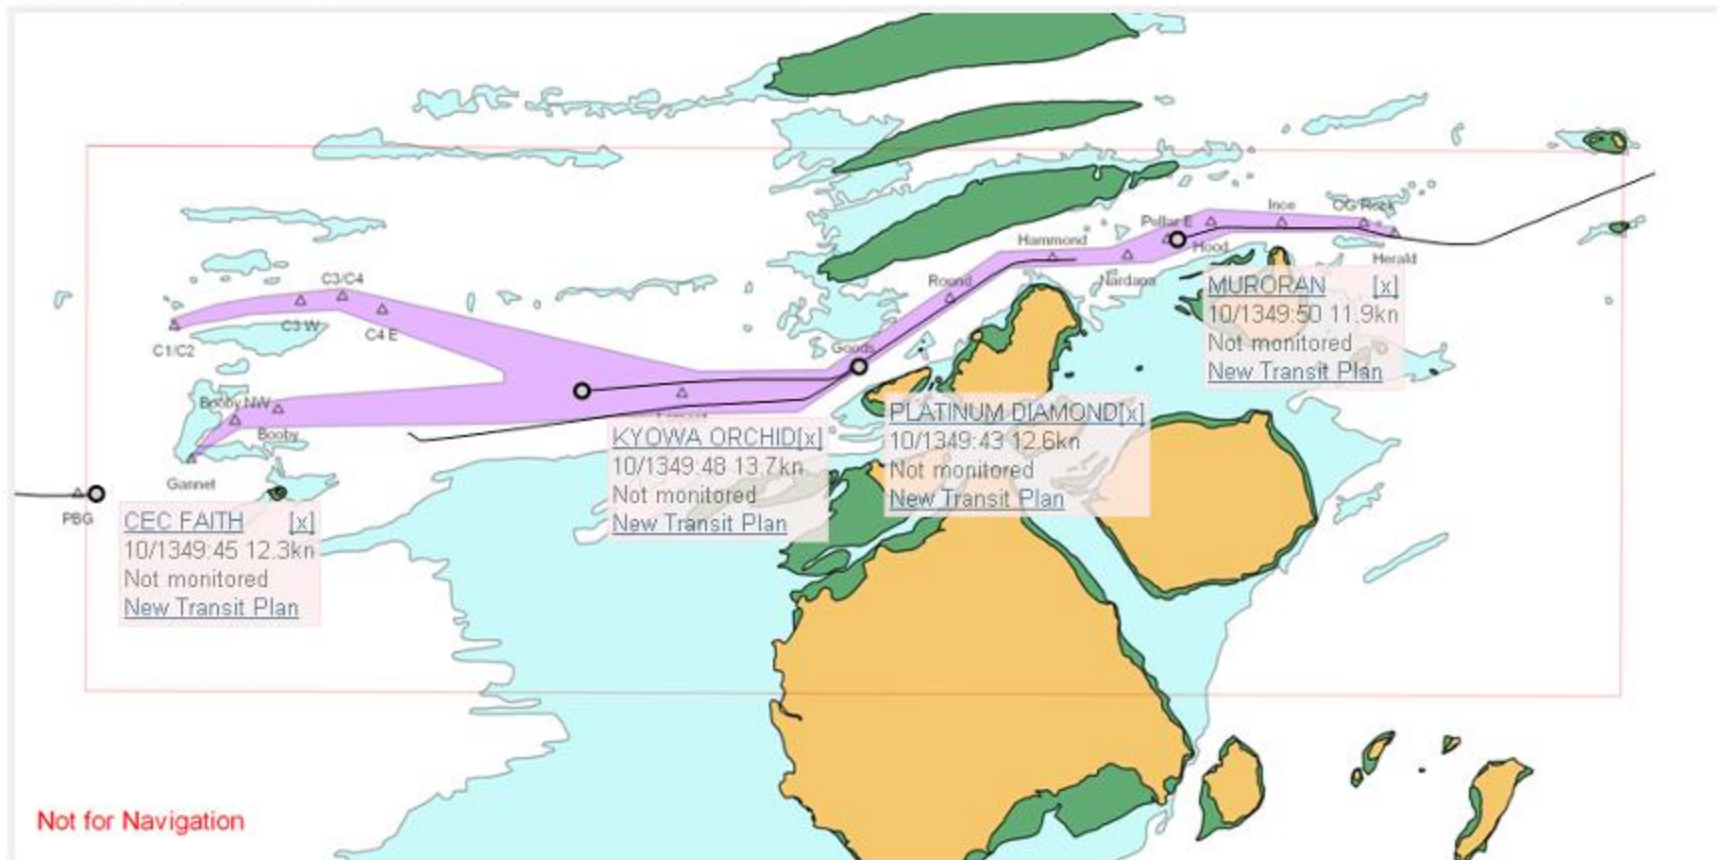 Ince
OG Rock
Pullar E
Hammond
Hood
Herald
Nardana
Round
C3/C4
C3 W
C4 E
C1/C2
Goods
MURORAN [x]
10/1349:50 11.9kn
Not monitored
New Transit Plan
Booby NW
Booby
Gannet
PBG
PLATINUM DIAMOND[x]
10/1349:43 12.6kn
Not monitored
New Transit Plan
KYOWA ORCHID[x]
10/1349:48 13.7kn
Not monitored
New Transit Plan
CEC FAITH [x]
10/1349:45 12.3kn
Not monitored
New Transit Plan
Not for Navigation